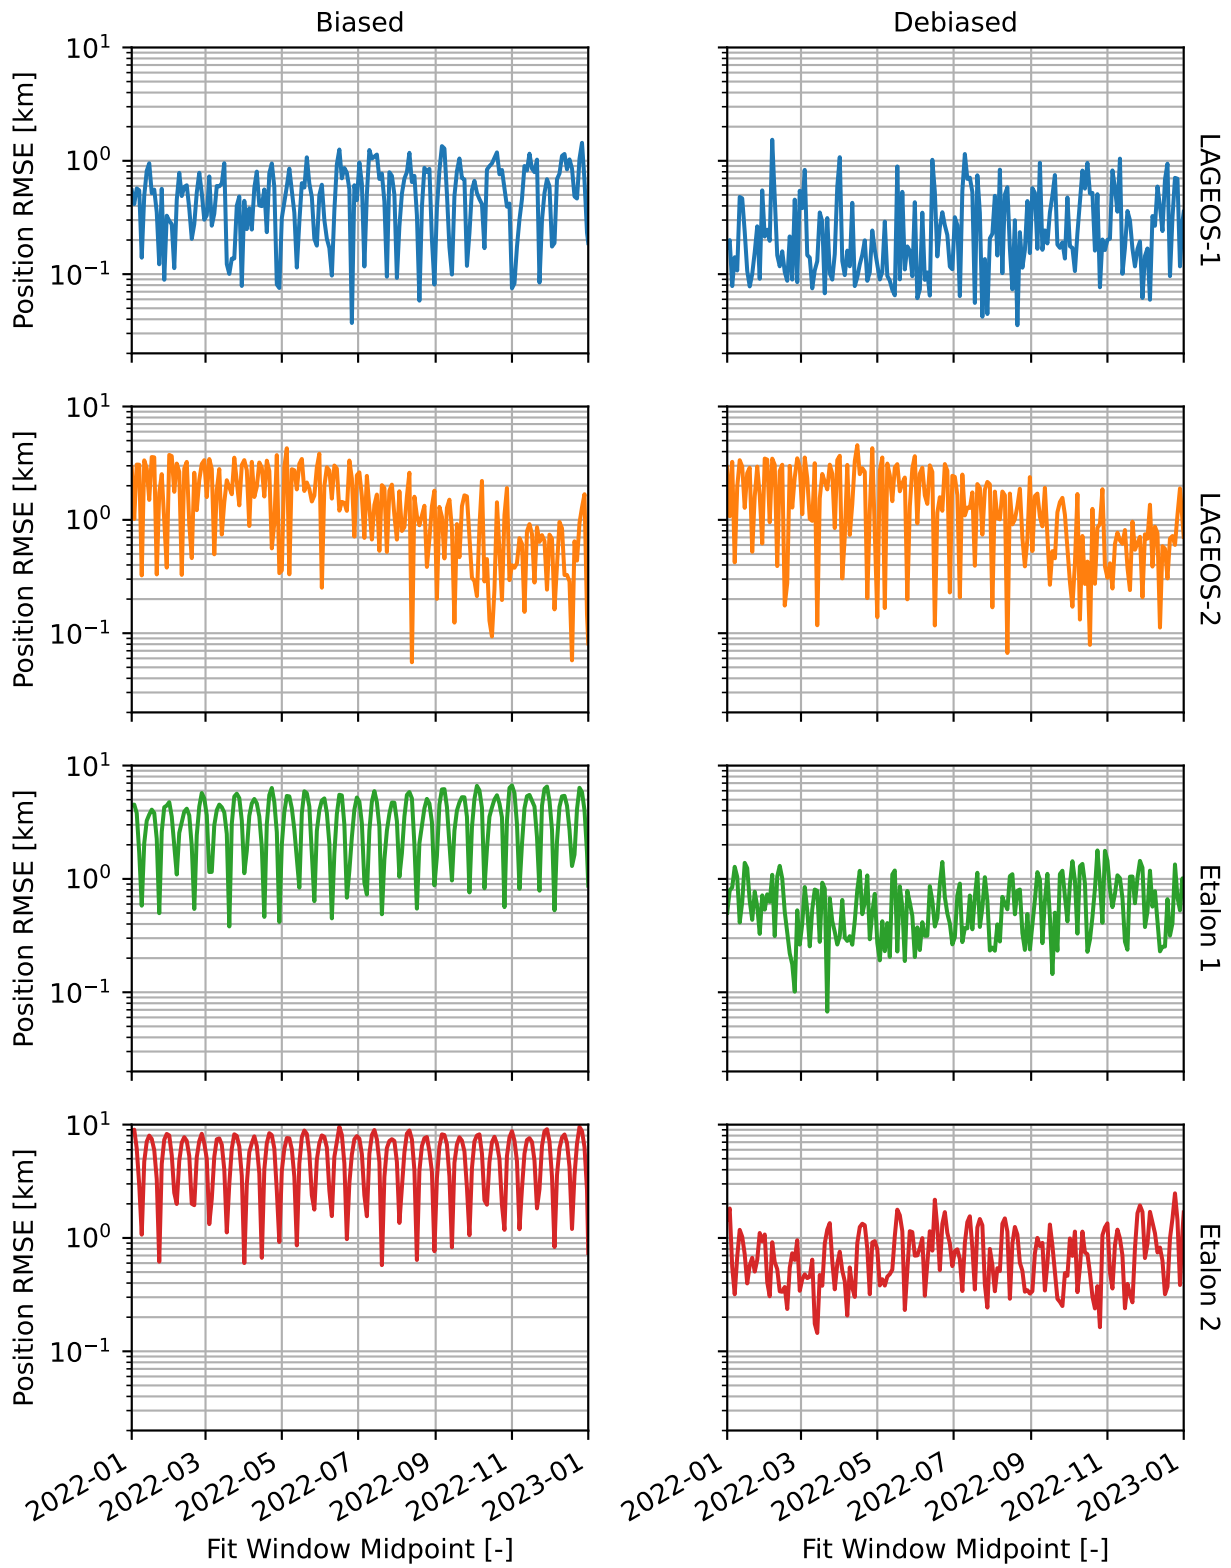 Biased
Debiased
10^1
10^0
10^−1
Position RMSE [km]
LAGEOS-1
10^1
10^0
10^−1
Position RMSE [km]
LAGEOS-2
10^1
10^0
10^−1
Position RMSE [km]
Etalon 1
10^1
10^0
10^−1
Position RMSE [km]
Etalon 2
2022-01
2022-03
2022-05
2022-07
2022-09
2022-11
2023-01
2022-01
2022-03
2022-05
2022-07
2022-09
2022-11
2023-01
Fit Window Midpoint [-]
Fit Window Midpoint [-]